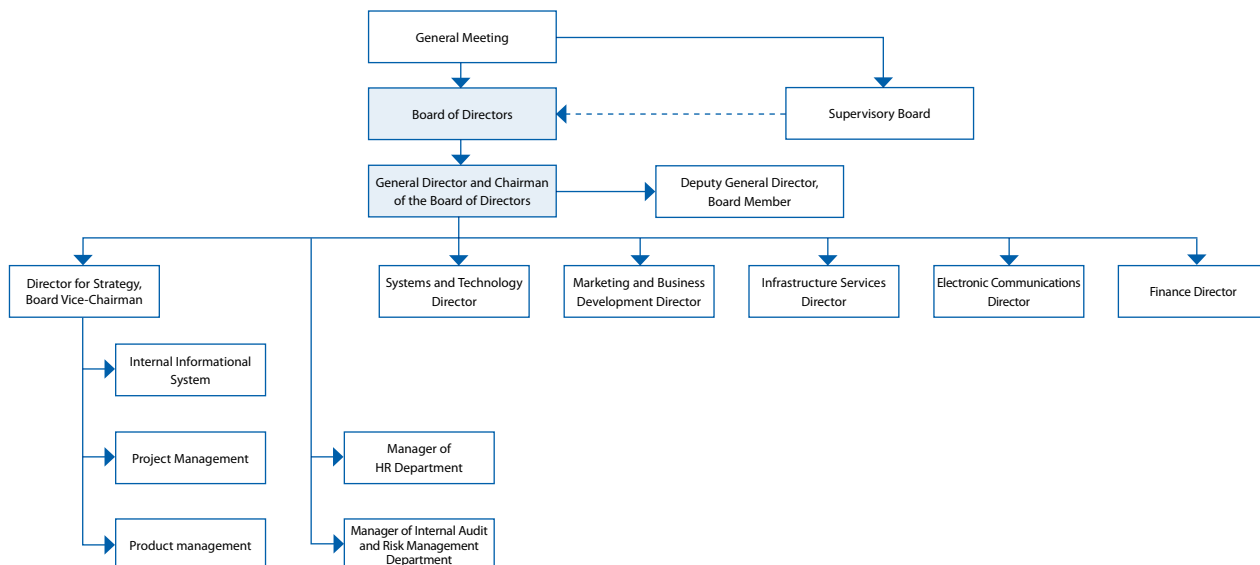 General Meeting
Board of Directors
Supervisory Board
General Director and Chairman
of the Board of Directors
Deputy General Director,
Board Member
Director for Strategy,
Board Vice-Chairman
Systems and Technology
Director
Marketing and Business
Development Director
Infrastructure Services
Director
Electronic Communications
Director
Finance Director
Internal Informational
System
Project Management
Manager of
HR Department
Product management
Manager of Internal Audit
and Risk Management
Department